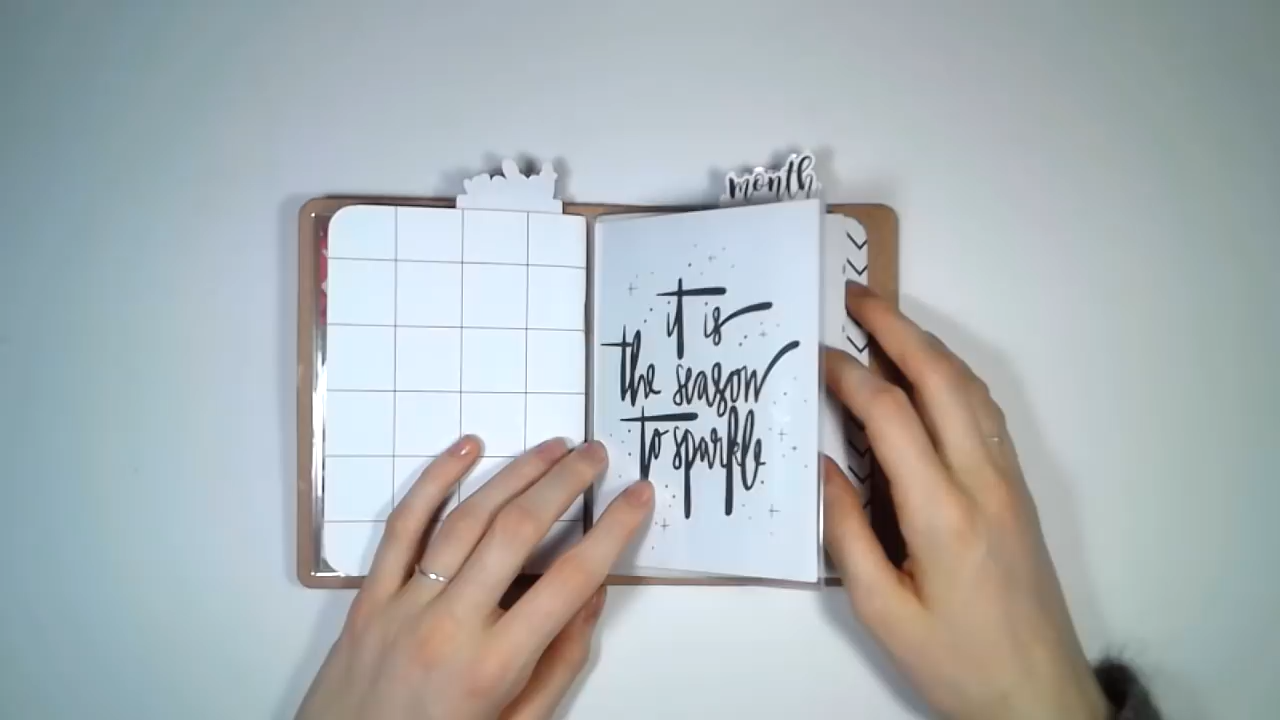 month
it is
the season
to sparkle